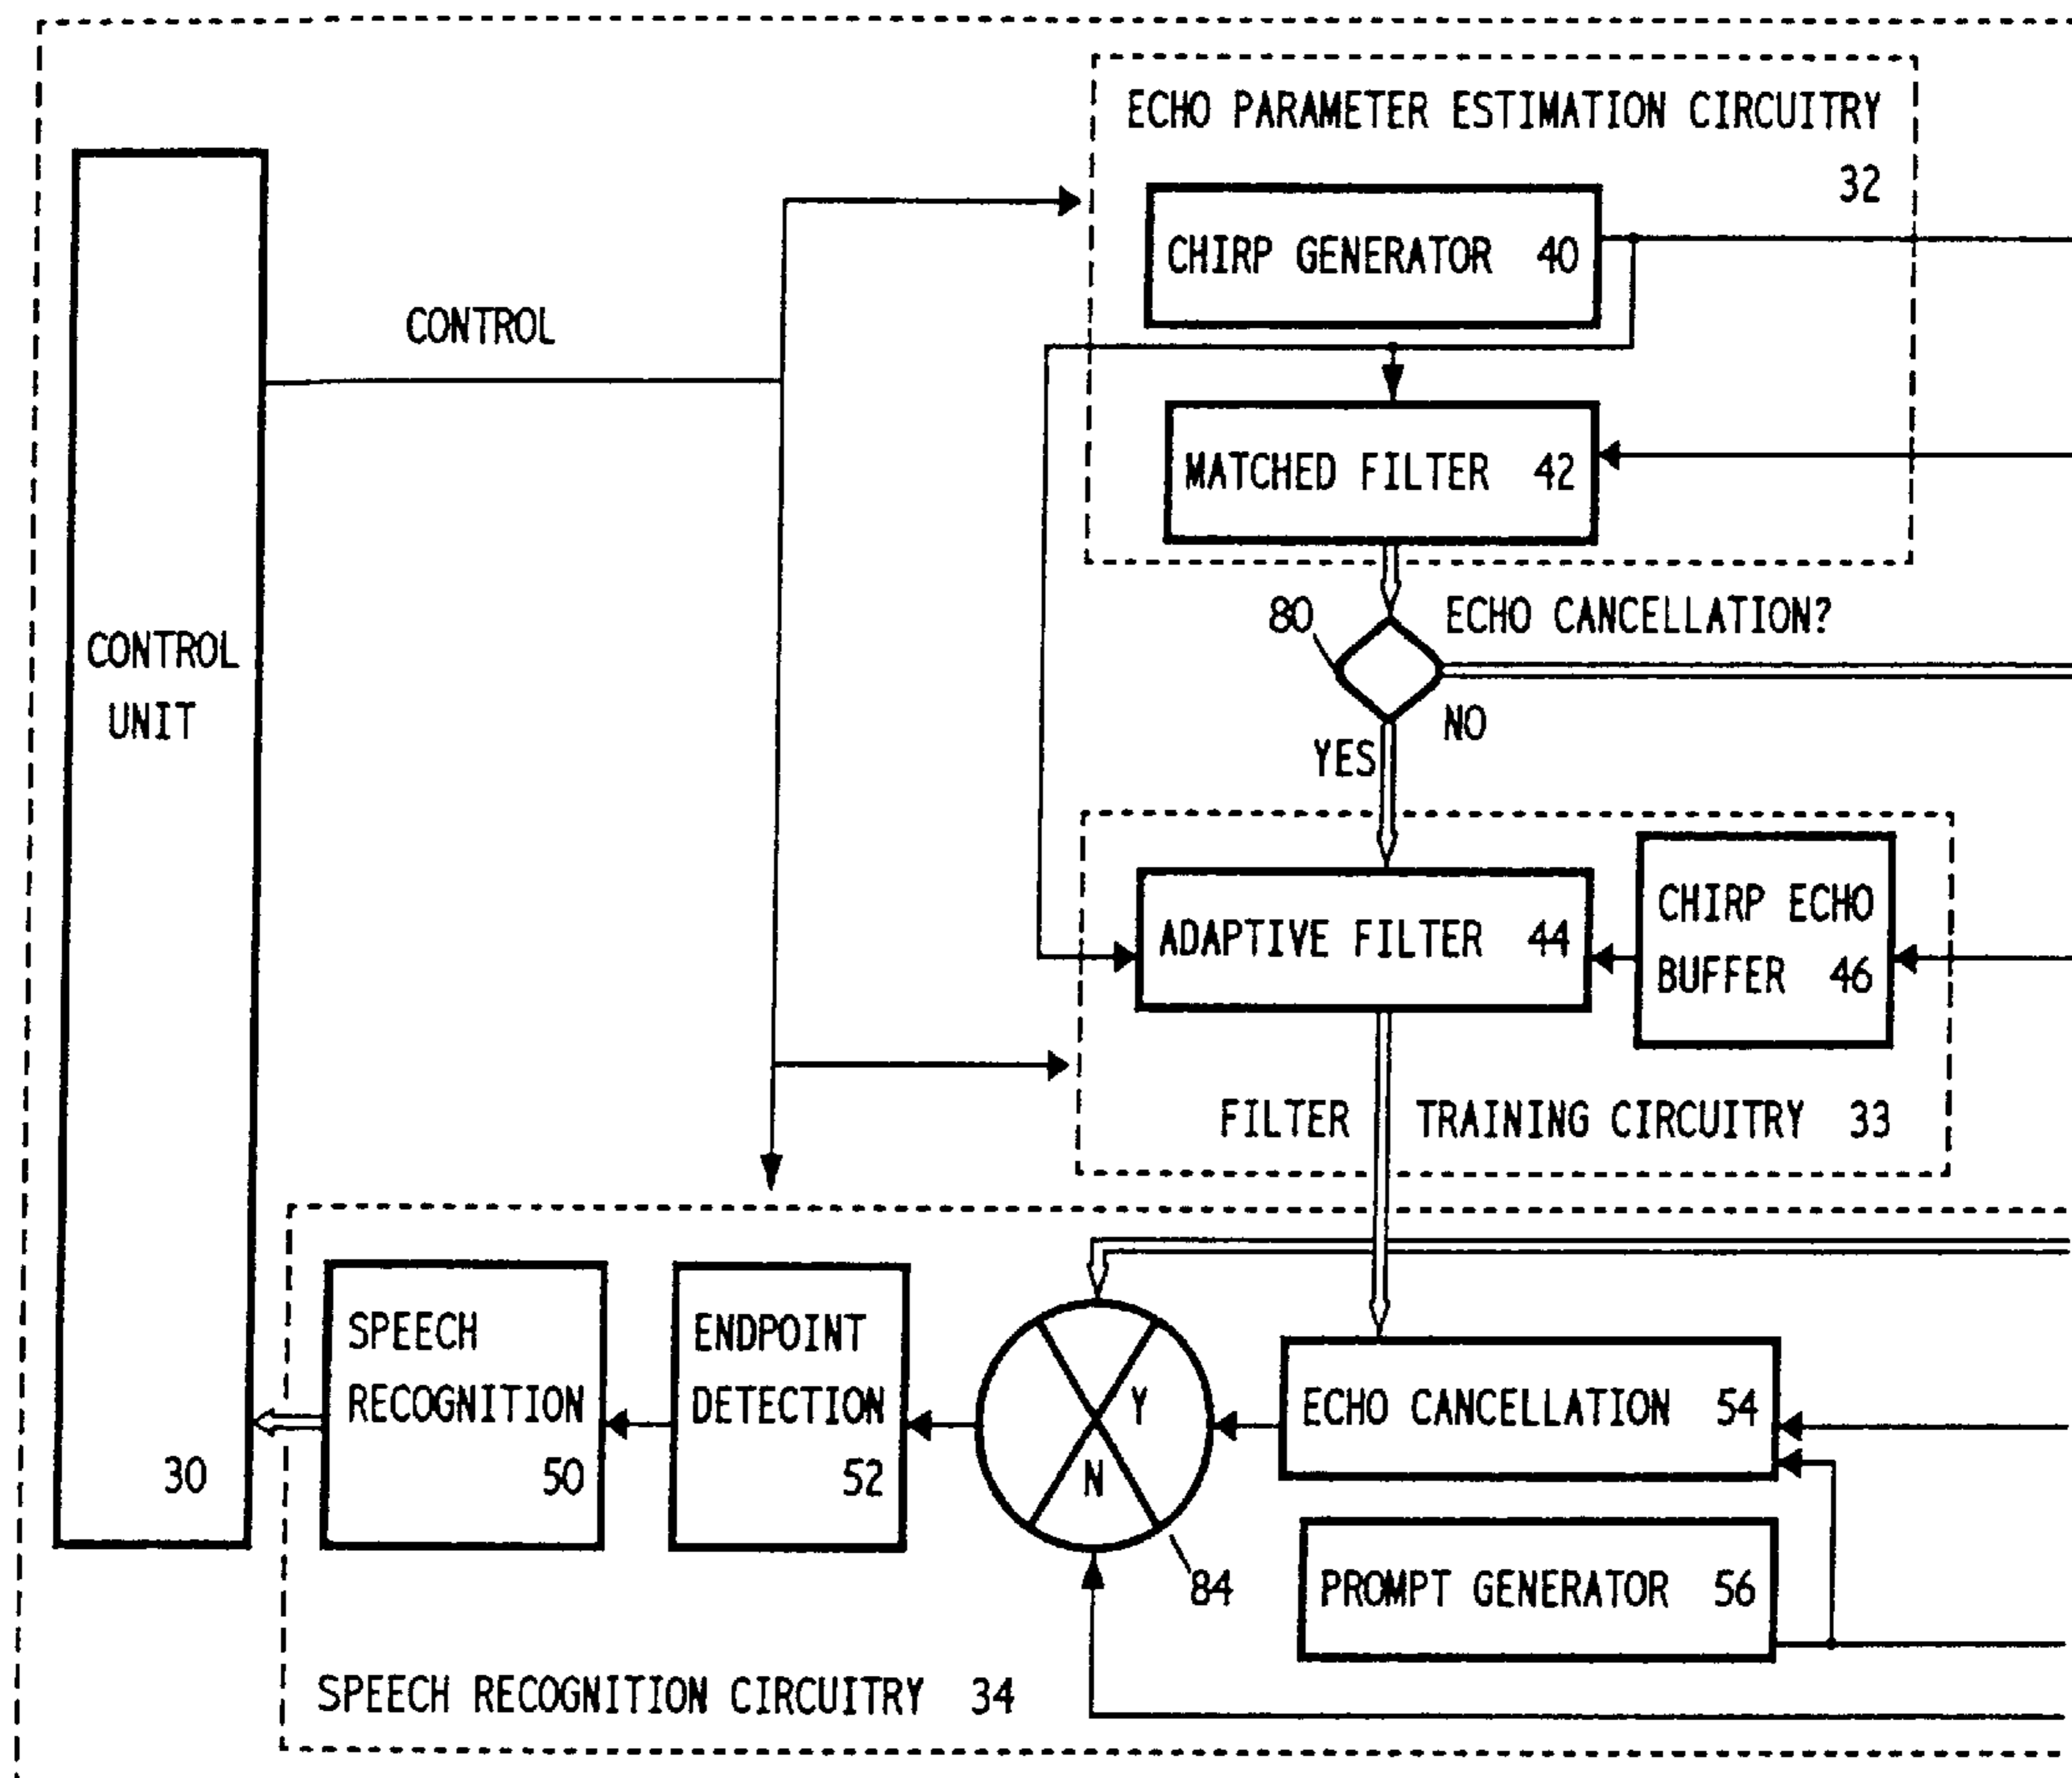 ECHO PARAMETER ESTIMATION CIRCUITRY
32
CHIRP GENERATOR 40
CONTROL
MATCHED FILTER 42
80
ECHO CANCELLATION?
CONTROL
UNIT
NO
YES
CHIRP ECHO
BUFFER 46
ADAPTIVE FILTER 44
FILTER TRAINING CIRCUITRY 33
SPEECH
RECOGNITION
50
ENDPOINT
DETECTION
52
Y
N
ECHO CANCELLATION 54
30
84
PROMPT GENERATOR 56
SPEECH RECOGNITION CIRCUITRY 34